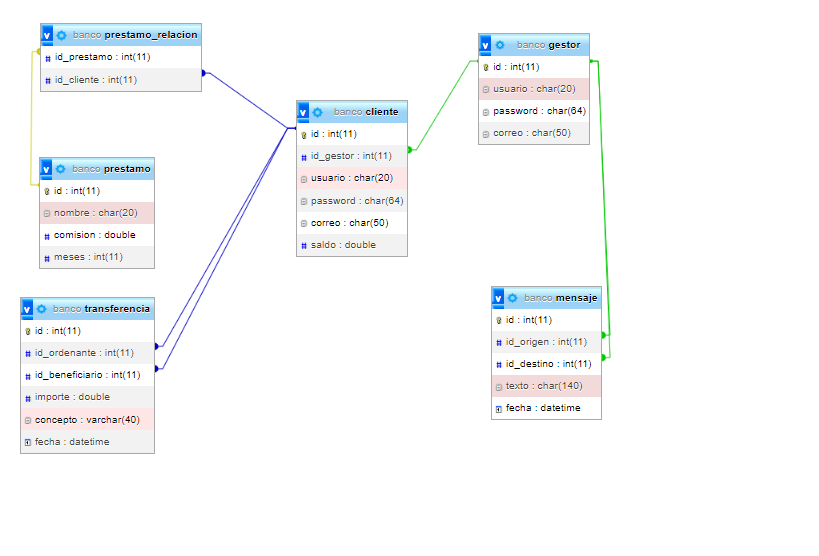 banco prestamo_relacion
id_prestamo : int(11)
id_cliente : int(11)
banco gestor
id : int(11)
usuario : char(20)
password : char(64)
correo : char(50)
banco cliente
id : int(11)
id_gestor : int(11)
usuario : char(20)
password : char(64)
correo : char(50)
saldo : double
banco prestamo
id : int(11)
nombre : char(20)
comision : double
meses : int(11)
banco transferencia
id : int(11)
id_ordenante : int(11)
id_beneficiario : int(11)
importe : double
concepto : varchar(40)
fecha : datetime
banco mensaje
id : int(11)
id_origen : int(11)
id_destino : int(11)
texto : char(140)
fecha : datetime